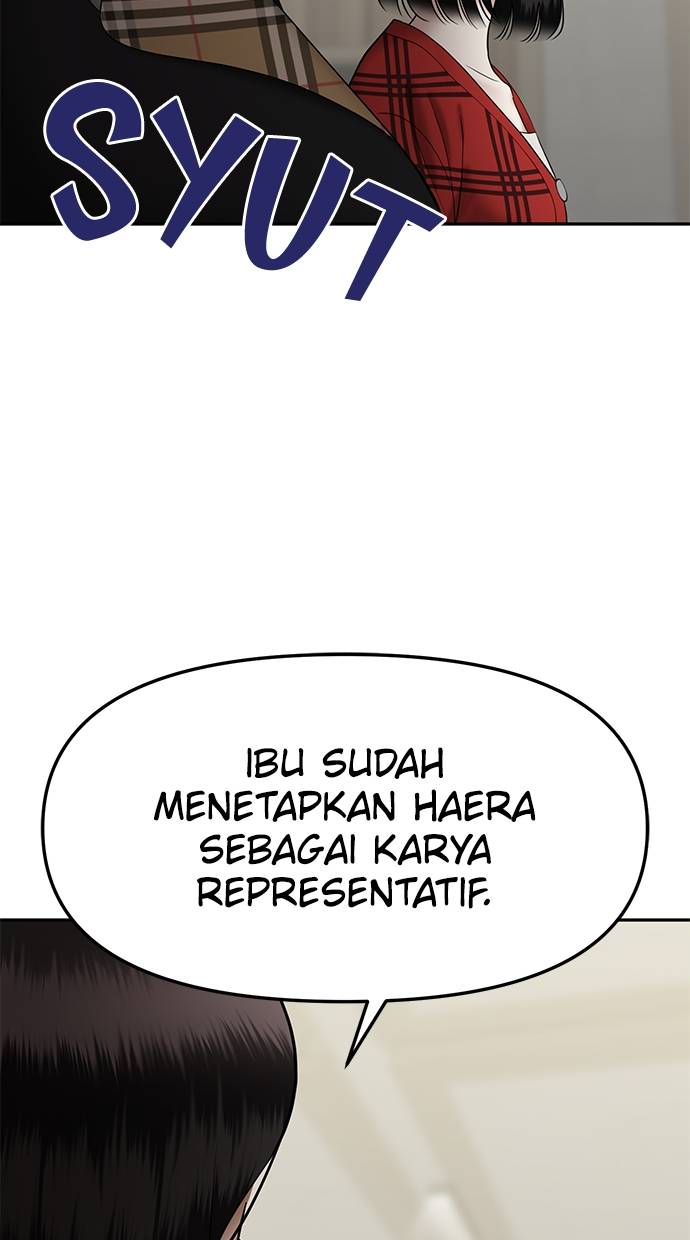 SYUT
IBU SUDAH
MENETAPKAN HAERA
SEBAGAI KARYA
REPRESENTATIF.